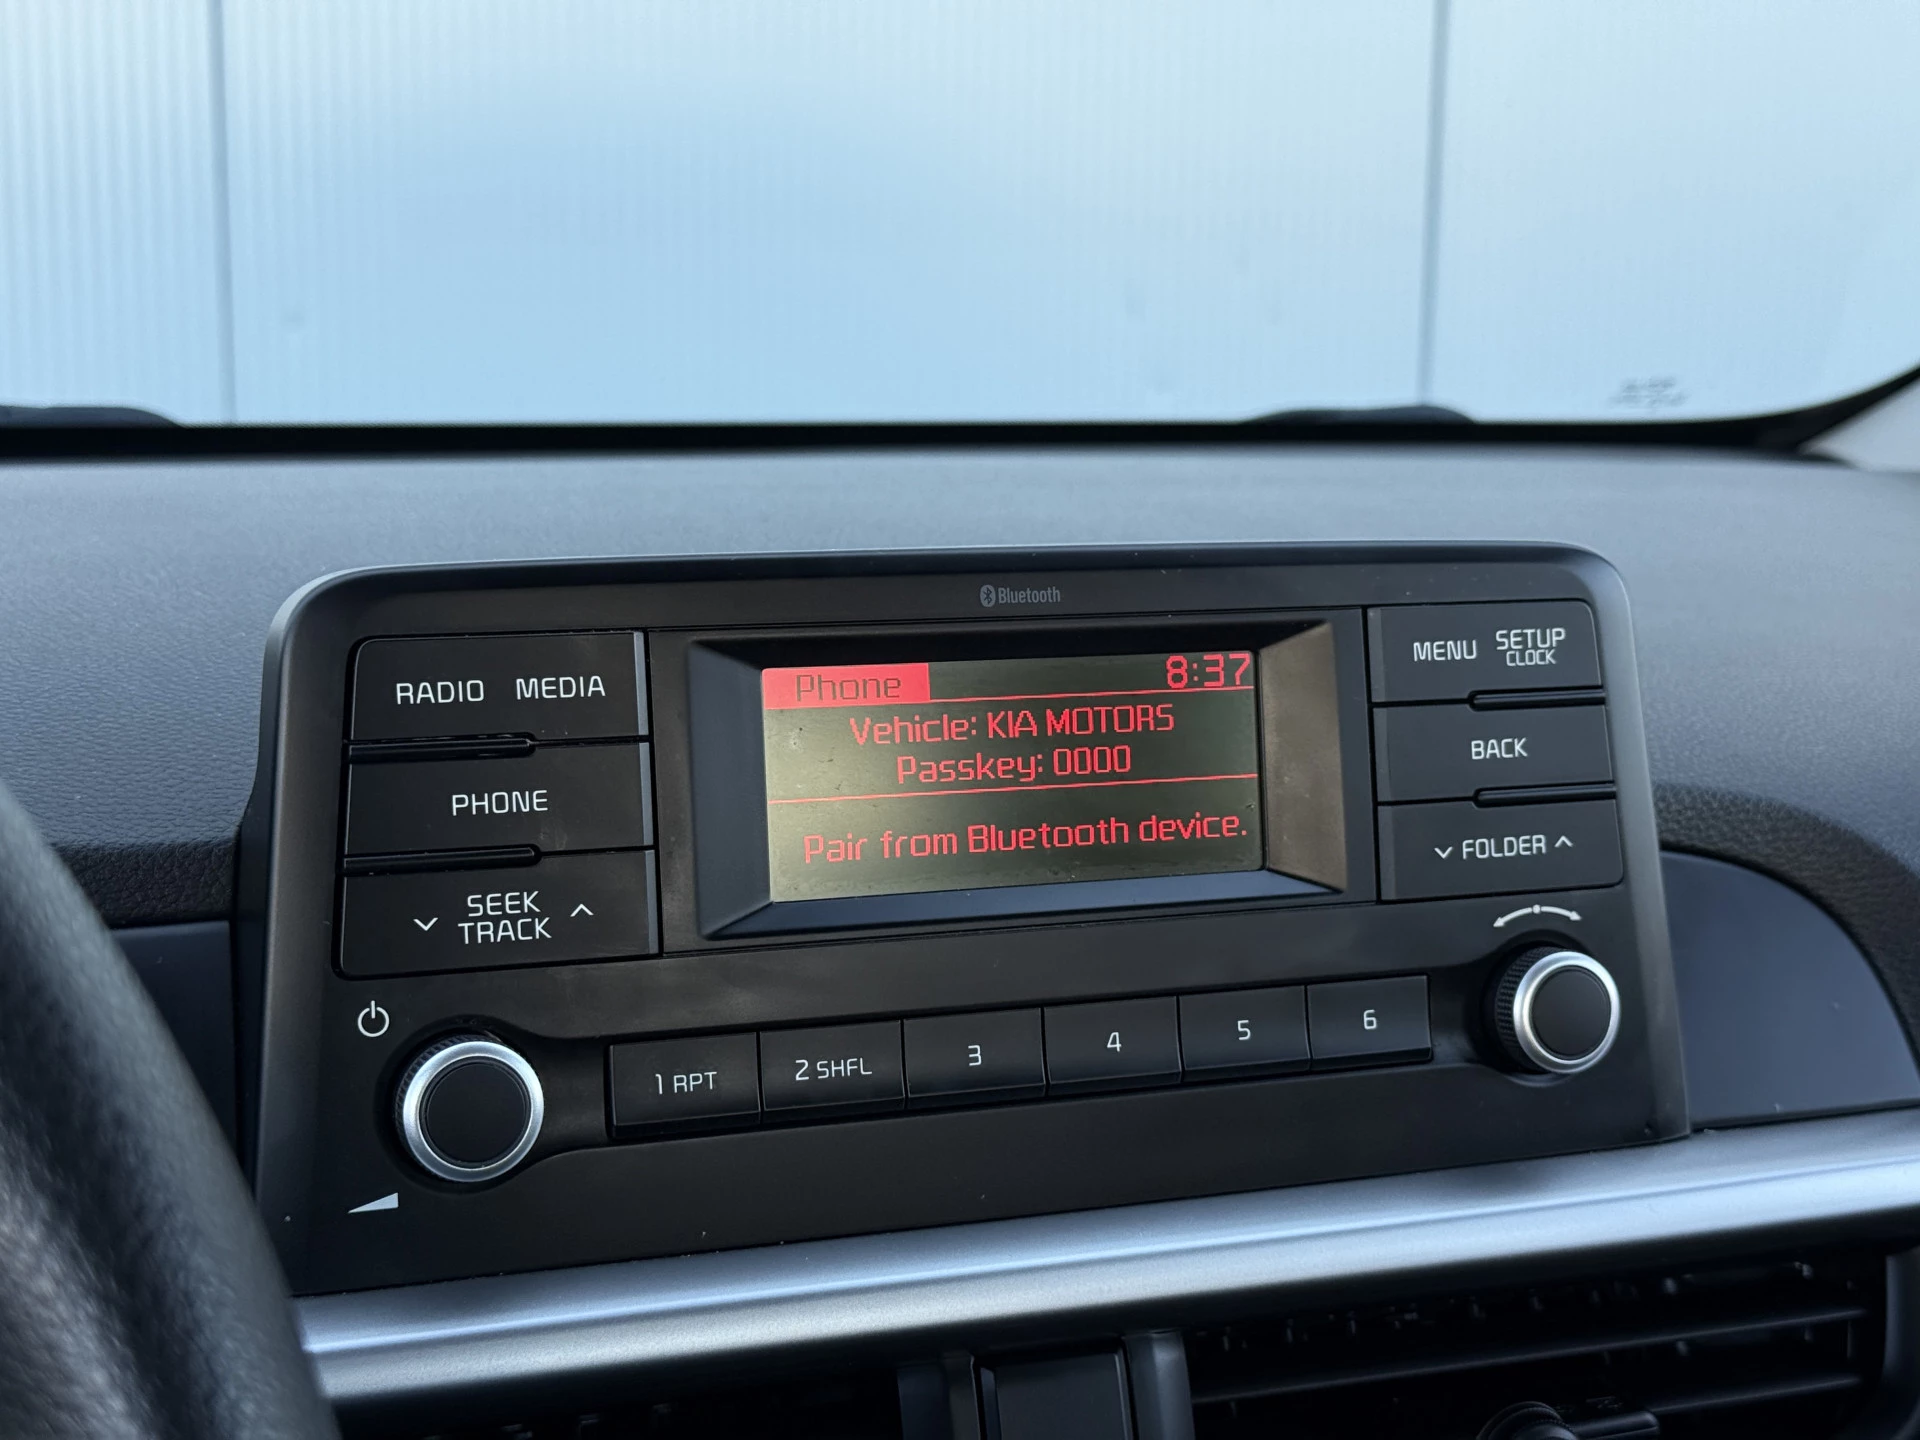 Bluetooth
RADIO MEDIA
PHONE
SEEK
TRACK
Phone 8:37
Vehicle: KIA MOTORS
Passkey: 0000
Pair from Bluetooth device.
MENU SETUP
CLOCK
BACK
FOLDER
1 RPT 2 SHFL 3 4 5 6